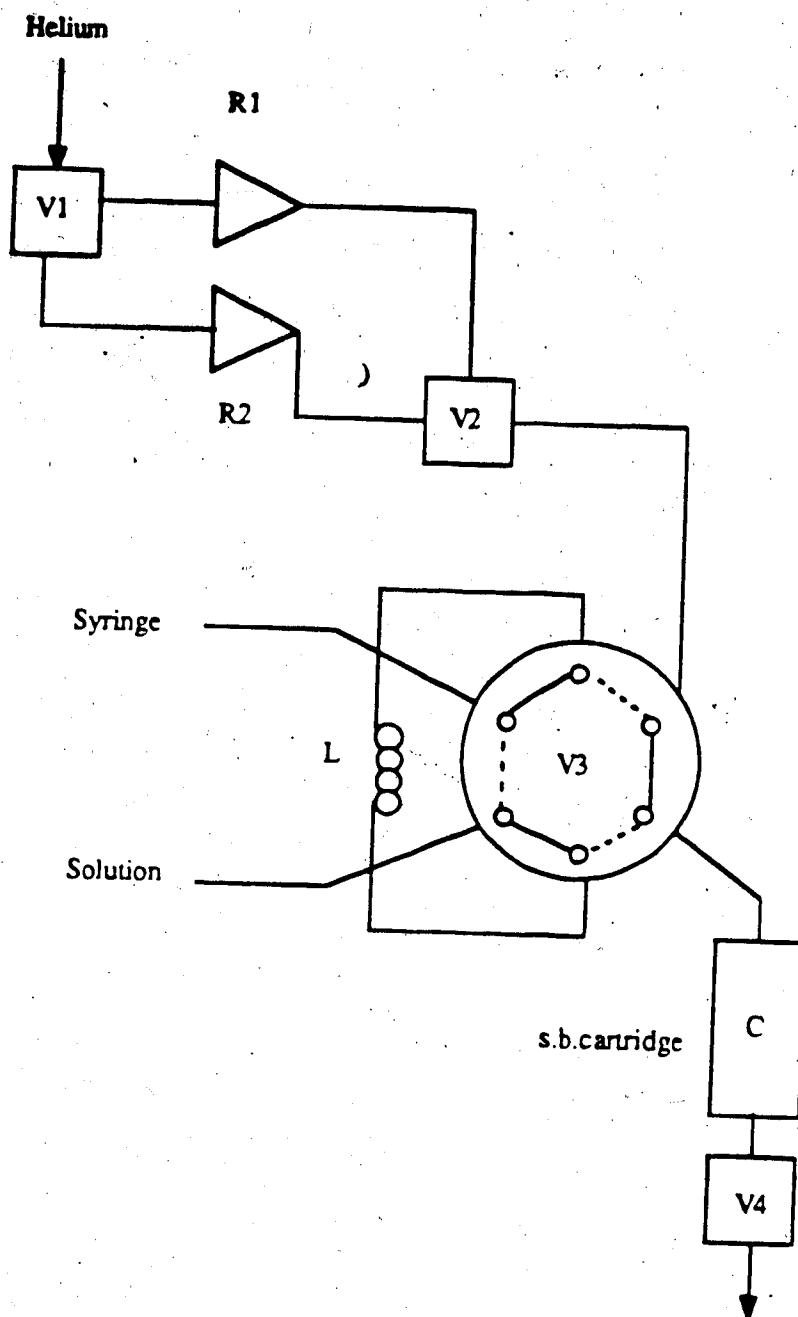 Helium
R1
V1
R2
)
V2
Syringe
L
V3
Solution
s.b.cartridge
C
V4